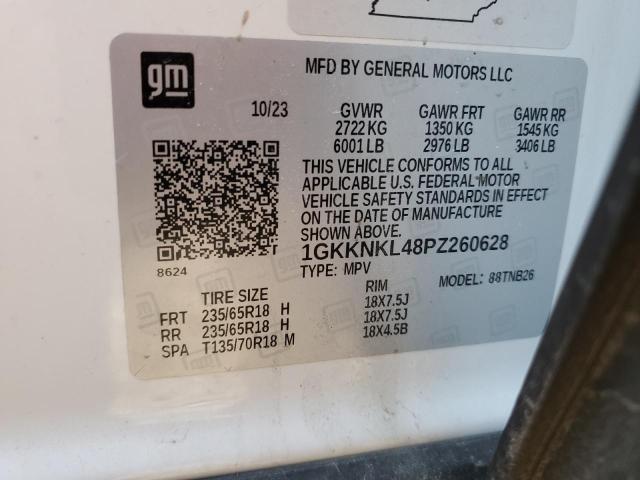 gm
MFD BY GENERAL MOTORS LLC
10/23 GVWR GAWR FRT GAWR RR
2722 KG 1350 KG 1545 KG
6001 LB 2976 LB 3406 LB
THIS VEHICLE CONFORMS TO ALL
APPLICABLE U.S. FEDERAL MOTOR
VEHICLE SAFETY STANDARDS IN EFFECT
ON THE DATE OF MANUFACTURE
SHOWN ABOVE.
1GKKNKL48PZ260628
8624 TYPE: MPV MODEL: 88TNB26
TIRE SIZE RIM
FRT 235/65R18 H 18X7.5J
RR 235/65R18 H 18X7.5J
SPA T135/70R18 M 18X4.5B